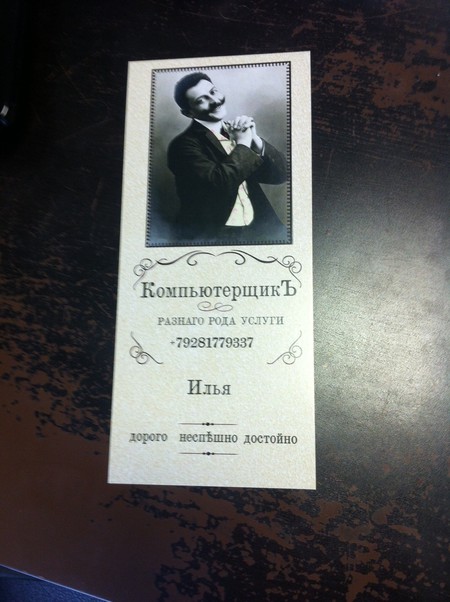 КомпьютерщикЪ
РАЗНАГО РОДА УСЛУГИ
+79281779337
Илья
дорого неспѣшно достойно